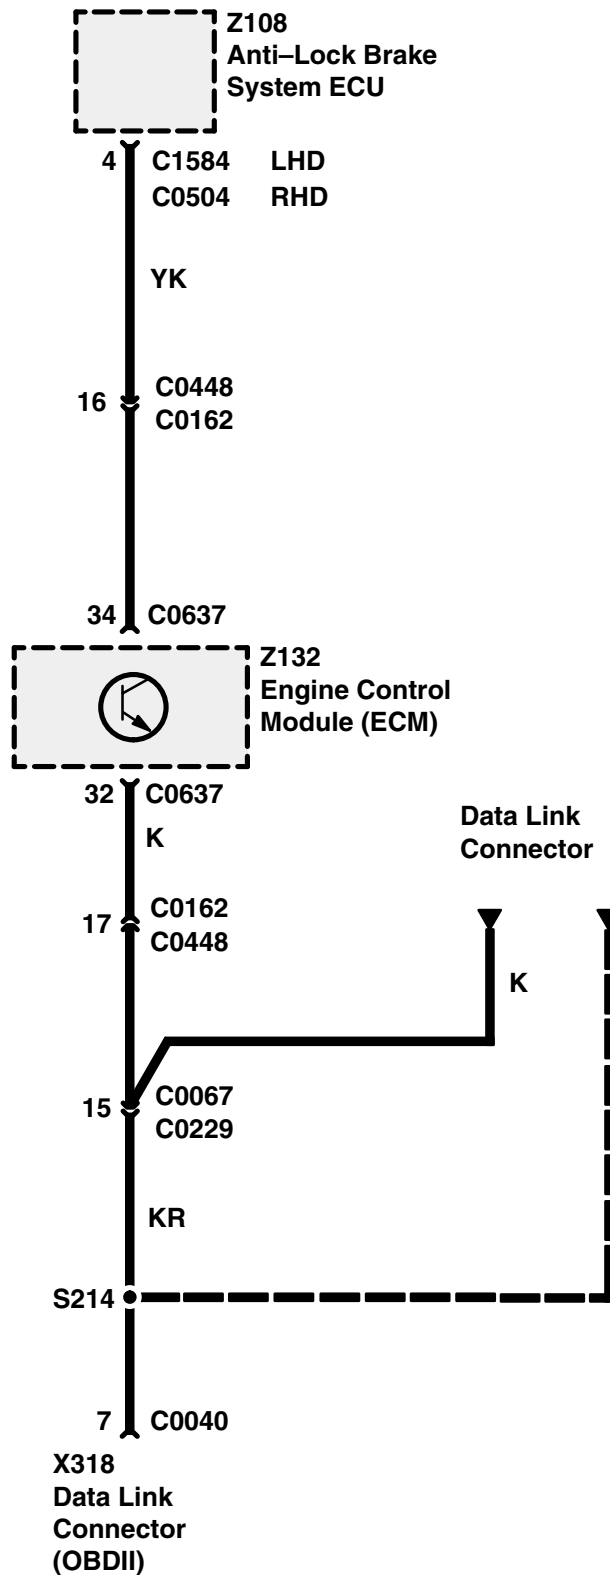 Z108
Anti–Lock Brake
System ECU
4 C1584 LHD
C0504 RHD
YK
16 C0448
C0162
34 C0637
Z132
Engine Control
Module (ECM)
32 C0637
K
Data Link
Connector
17 C0162
C0448
K
15 C0067
C0229
KR
S214
7 C0040
X318
Data Link
Connector
(OBDII)